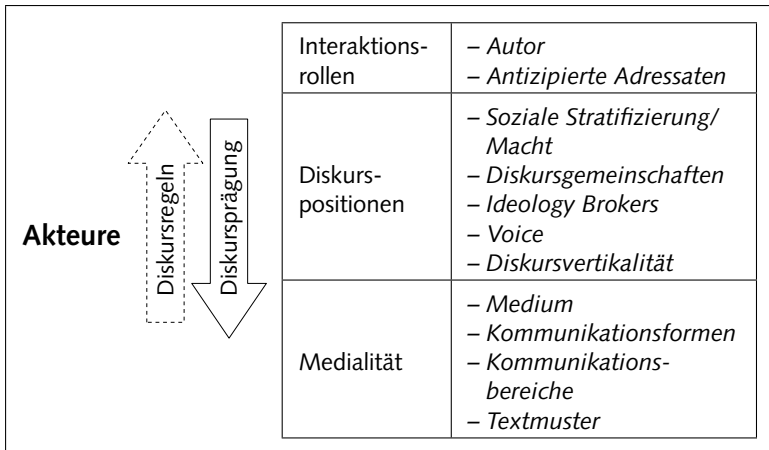 Akteure
Diskursregeln
Diskursprägung
Interaktions-
rollen
– Autor
– Antizipierte Adressaten
Diskurs-
positionen
– Soziale Stratifizierung/
Macht
– Diskursgemeinschaften
– Ideology Brokers
– Voice
– Diskursvertikalität
Medialität
– Medium
– Kommunikationsformen
– Kommunikations-
bereiche
– Textmuster